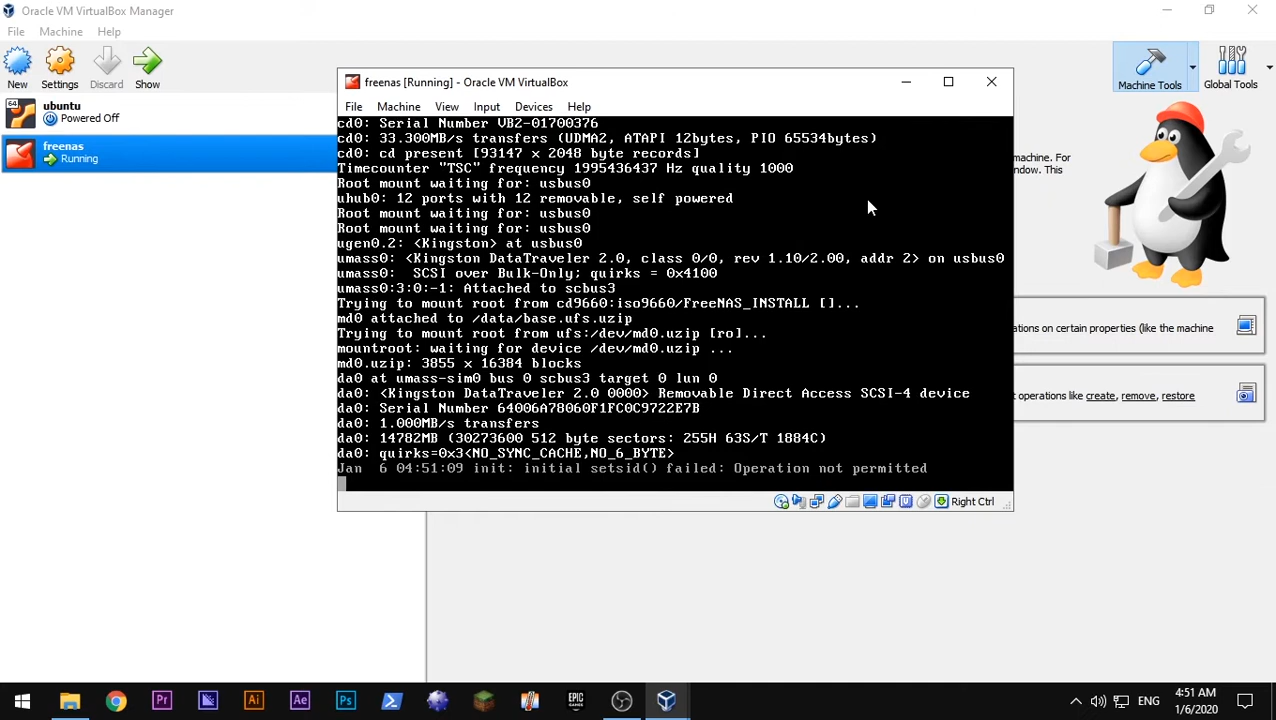 Oracle VM VirtualBox Manager
File Machine Help
New Settings Discard Show
Machine Tools Global Tools
64
ubuntu
Powered Off
freenas
Running
machine. For
ndow. This
ations on certain properties (like the machine
t operations like create, remove, restore
freenas [Running] - Oracle VM VirtualBox
File Machine View Input Devices Help
cd0: Serial Number VB2-01700376
cd0: 33.300MB/s transfers (UDMA2, ATAPI 12bytes, PIO 65534bytes)
cd0: cd present [93147 x 2048 byte records]
Timecounter "TSC" frequency 1995436437 Hz quality 1000
Root mount waiting for: usbus0
uhub0: 12 ports with 12 removable, self powered
Root mount waiting for: usbus0
Root mount waiting for: usbus0
ugen0.2: <Kingston> at usbus0
umass0: <Kingston DataTraveler 2.0, class 0/0, rev 1.10/2.00, addr 2> on usbus0
umass0:  SCSI over Bulk-Only; quirks = 0x4100
umass0:3:0:-1: Attached to scbus3
Trying to mount root from cd9660:iso9660/FreeNAS_INSTALL []...
md0 attached to /data/base.ufs.uzip
Trying to mount root from ufs:/dev/md0.uzip [ro]...
mountroot: waiting for device /dev/md0.uzip ...
md0.uzip: 3855 x 16384 blocks
da0 at umass-sim0 bus 0 scbus3 target 0 lun 0
da0: <Kingston DataTraveler 2.0 0000> Removable Direct Access SCSI-4 device
da0: Serial Number 64006A78060F1FC0C9722E7B
da0: 1.000MB/s transfers
da0: 14782MB (30273600 512 byte sectors: 255H 63S/T 1884C)
da0: quirks=0x3<NO_SYNC_CACHE,NO_6_BYTE>
Jan  6 04:51:09 init: initial setsid() failed: Operation not permitted
Right Ctrl
Pr Ai Ae Ps EPIC GAMES
ENG
4:51 AM
1/6/2020